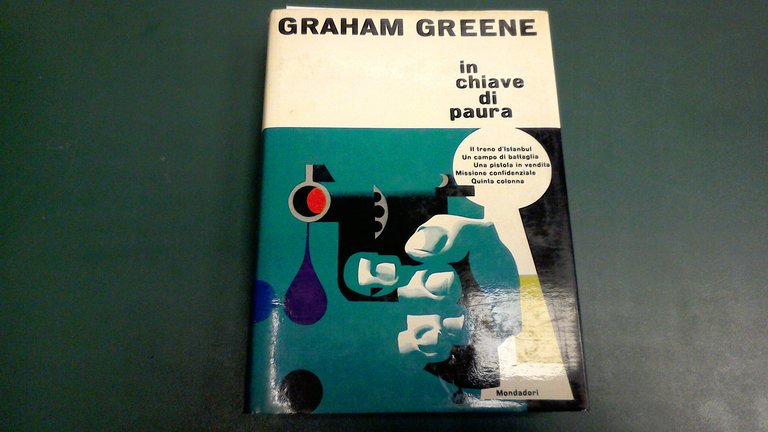 GRAHAM GREENE
in
chiave
di
paura
Il treno d'Istanbul
Un campo di battaglia
Una pistola in vendita
Missione confidenziale
Quinta colonna
Mondadori